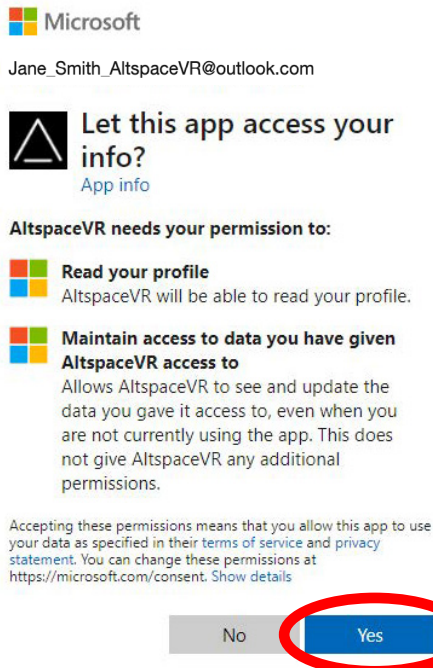 Microsoft
Jane_Smith_AltspaceVR@outlook.com
Let this app access your
info?
App info
AltspaceVR needs your permission to:
Read your profile
AltspaceVR will be able to read your profile.
Maintain access to data you have given
AltspaceVR access to
Allows AltspaceVR to see and update the
data you gave it access to, even when you
are not currently using the app. This does
not give AltspaceVR any additional
permissions.
Accepting these permissions means that you allow this app to use
your data as specified in their terms of service and privacy
statement. You can change these permissions at
https://microsoft.com/consent. Show details
No
Yes